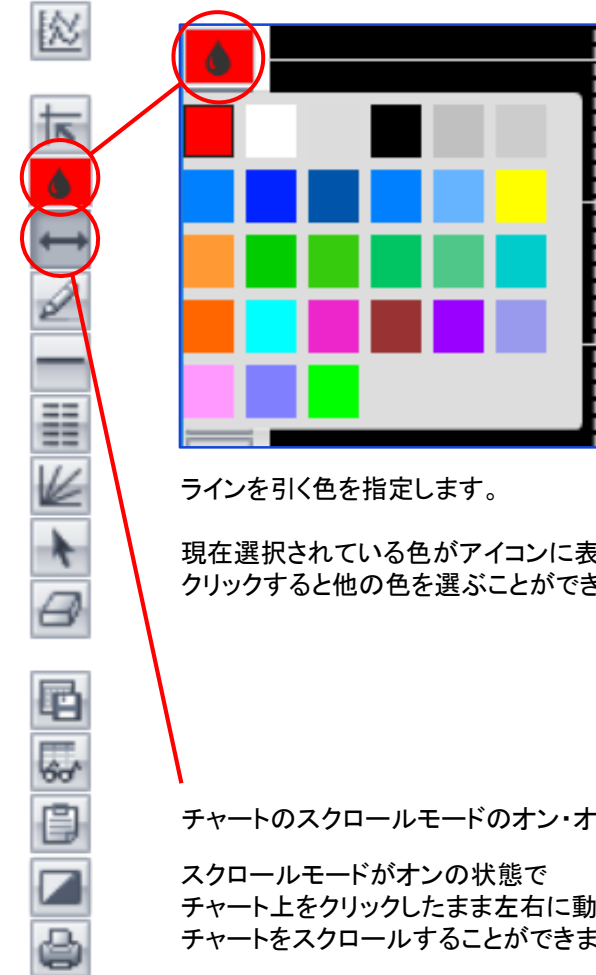 ラインを引く色を指定します。
現在選択されている色がアイコンに表
クリックすると他の色を選ぶことができ
チャートのスクロールモードのオン・オ
スクロールモードがオンの状態で
チャート上をクリックしたまま左右に動
チャートをスクロールすることができま